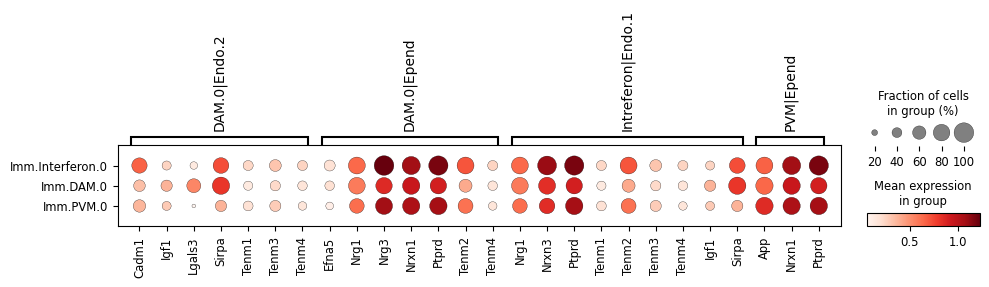 DAM.0|Endo.2
DAM.0|Epend
Intreferon|Endo.1
PVM|Epend
Imm.Interferon.0
Imm.DAM.0
Imm.PVM.0
Cadm1
Igf1
Lgals3
Sirpa
Tenm1
Tenm3
Tenm4
Efna5
Nrg1
Nrg3
Nrxn1
Ptprd
Tenm2
Tenm4
Nrg1
Nrxn3
Ptprd
Tenm1
Tenm2
Tenm3
Tenm4
Igf1
Sirpa
App
Nrxn1
Ptprd
Fraction of cells
in group (%)
20 40 60 80 100
Mean expression
in group
0.5 1.0